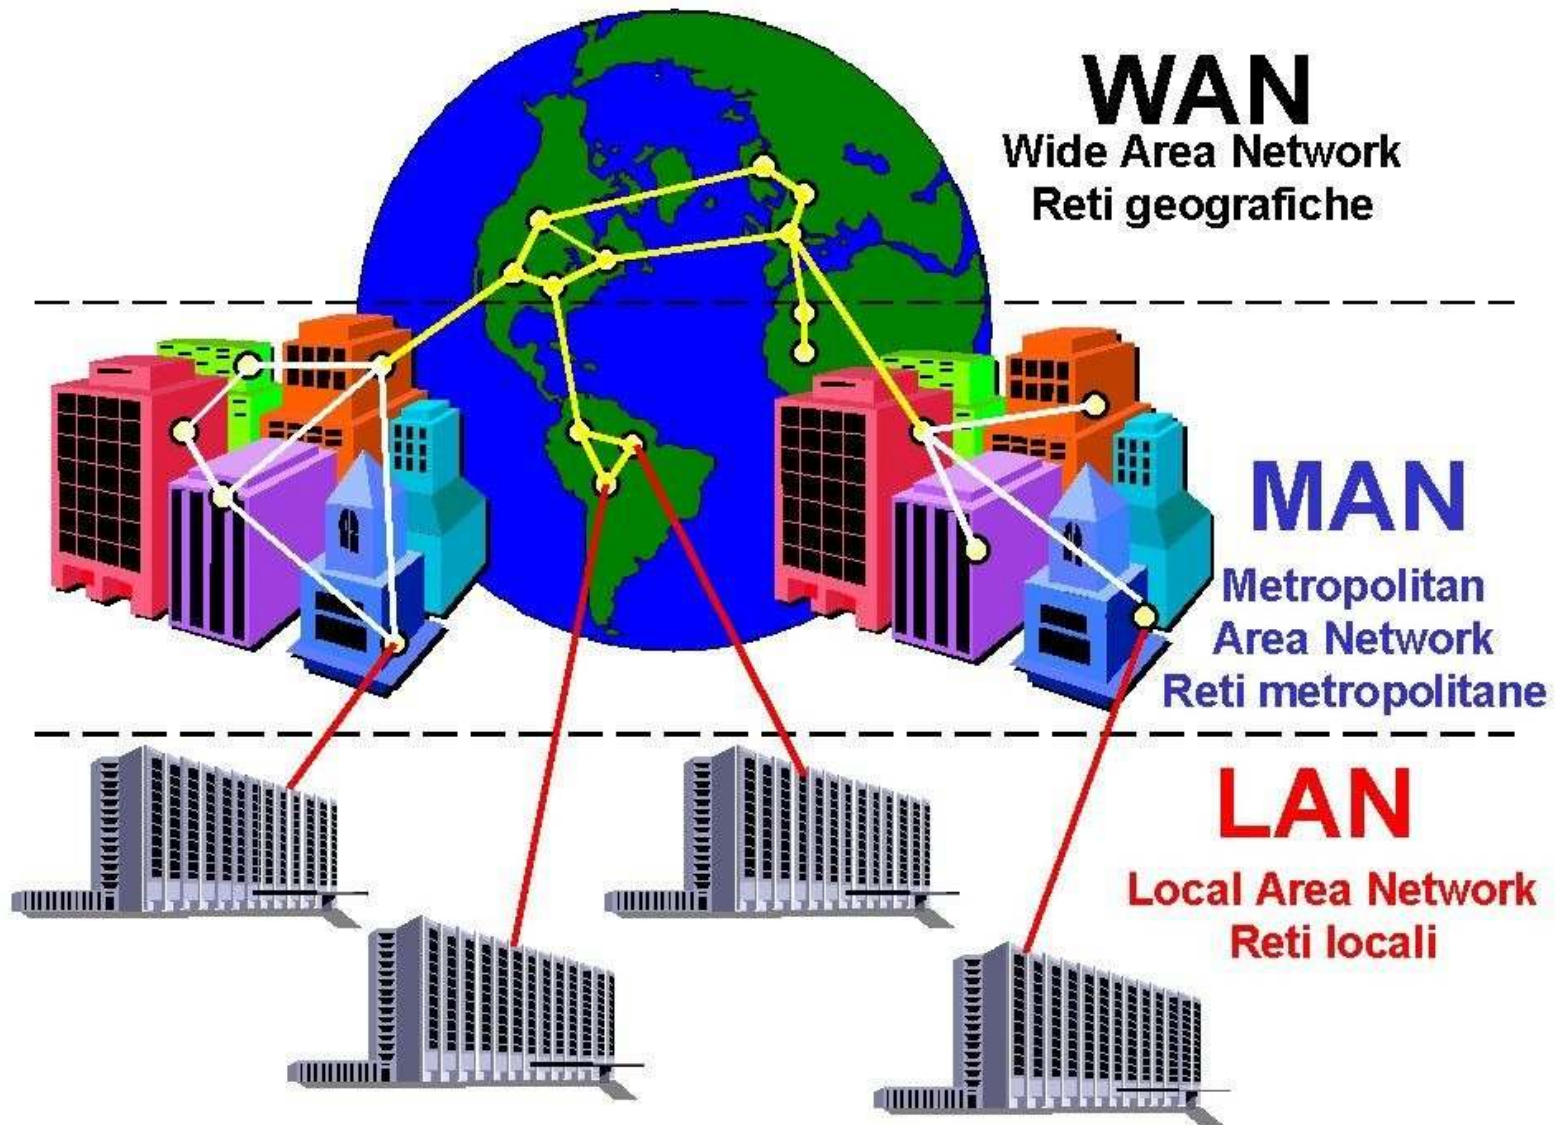 WAN
Wide Area Network
Reti geografiche
MAN
Metropolitan
Area Network
Reti metropolitane
LAN
Local Area Network
Reti locali